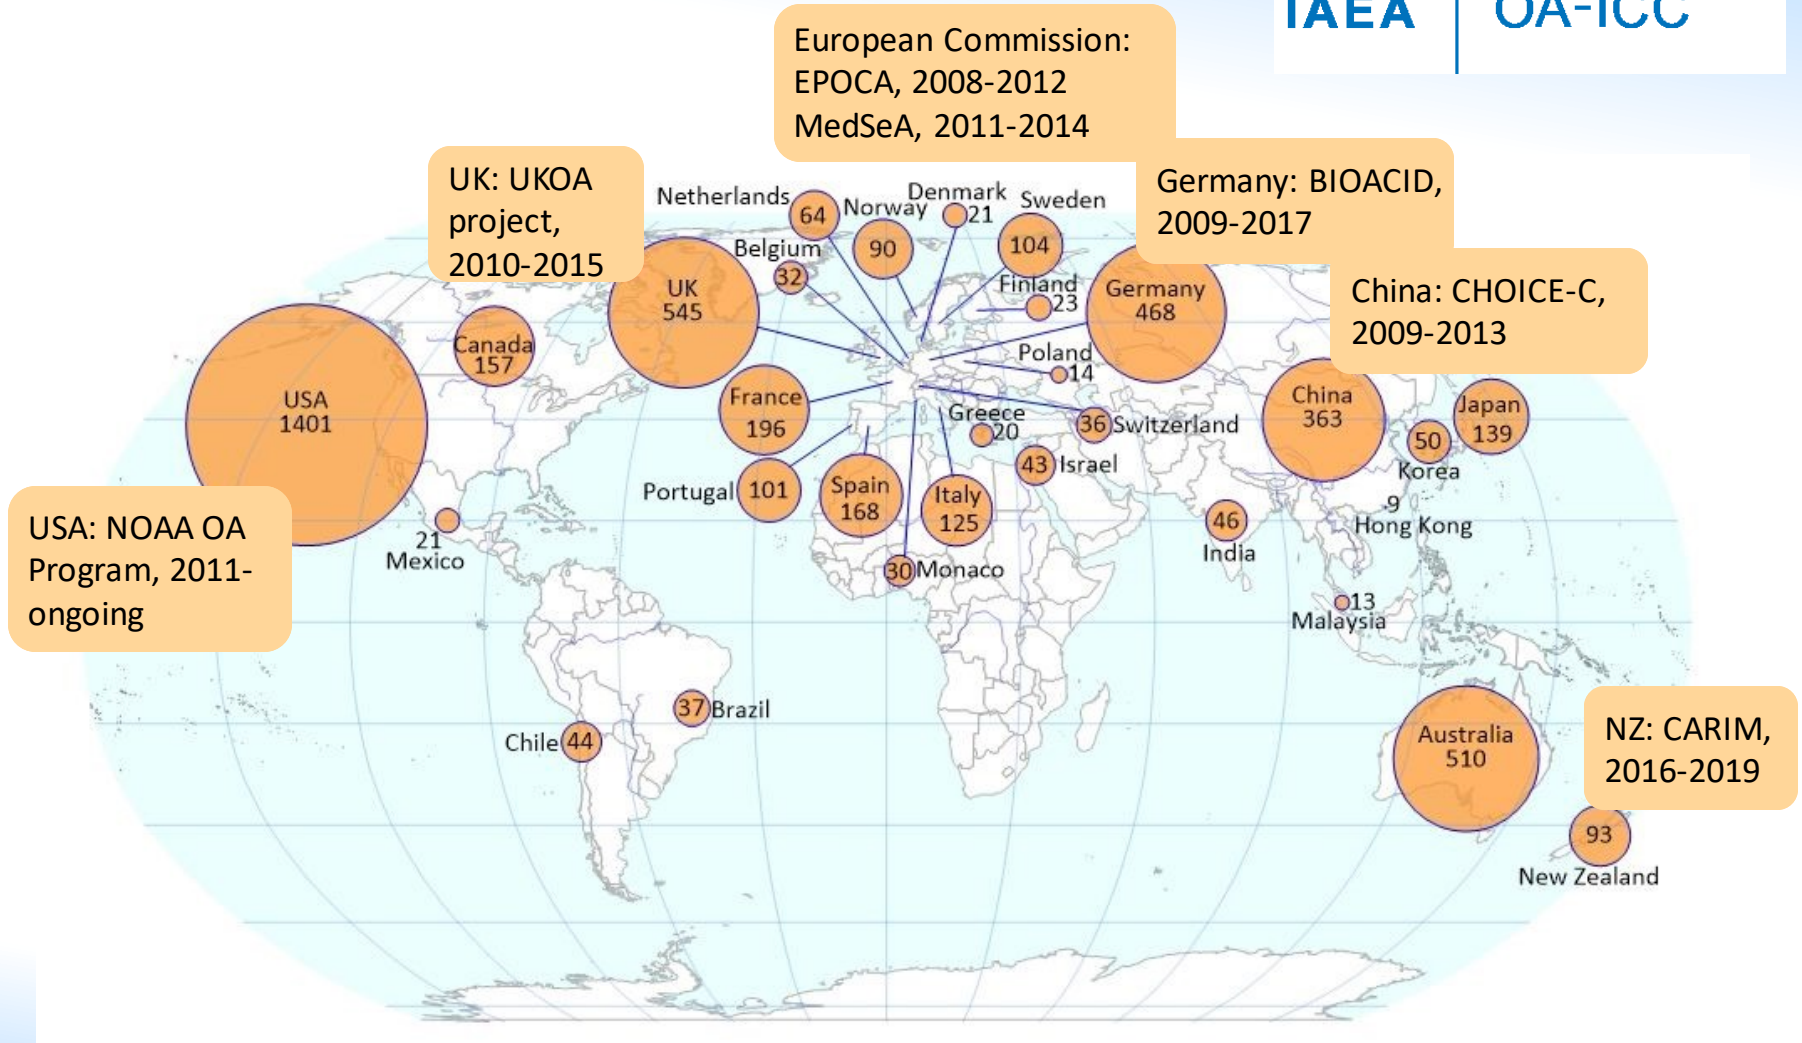 IAEA
OA-ICC
European Commission:
EPOCA, 2008-2012
MedSeA, 2011-2014
UK: UKOA
project,
2010-2015
Germany: BIOACID,
2009-2017
China: CHOICE-C,
2009-2013
USA: NOAA OA
Program, 2011-
ongoing
NZ: CARIM,
2016-2019
Netherlands
64
Norway
90
Denmark
21
Sweden
104
Belgium
32
UK
545
Finland
23
Germany
468
Canada
157
USA
1401
Poland
14
France
196
Greece
20
36
Switzerland
China
363
Japan
139
50
Korea
43
Israel
Portugal
101
Spain
168
Italy
125
9
Hong Kong
46
India
21
Mexico
30
Monaco
13
Malaysia
37
Brazil
Chile
44
Australia
510
93
New Zealand